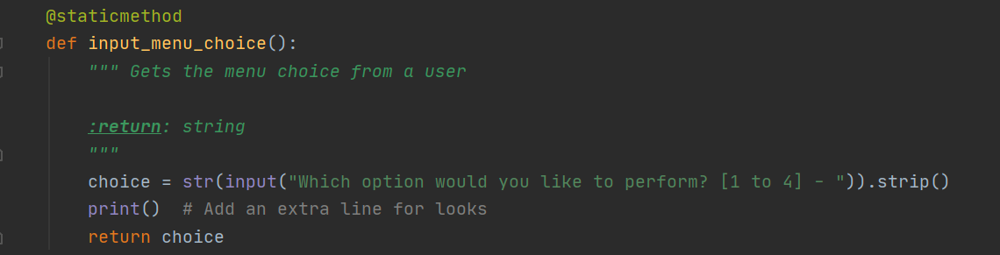 @staticmethod
def input_menu_choice():
""" Gets the menu choice from a user
:return: string
"""
choice = str(input("Which option would you like to perform? [1 to 4] - ")).strip()
print()  # Add an extra line for looks
return choice